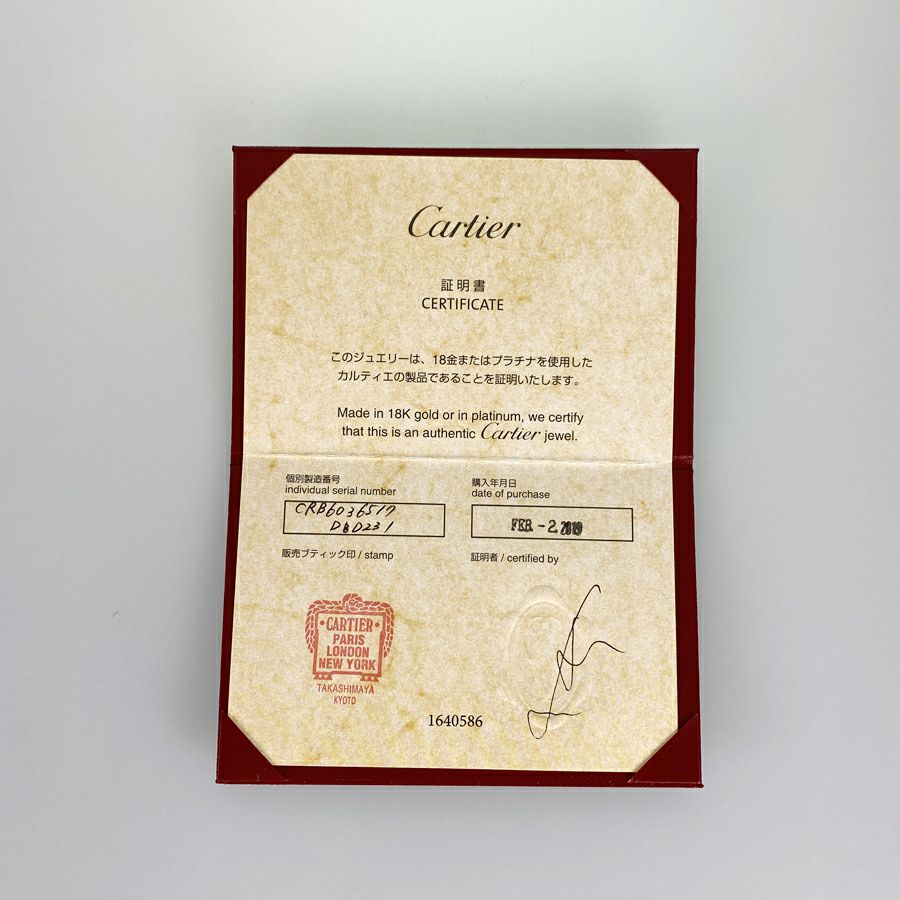 Cartier
証明書
CERTIFICATE
このジュエリーは、18金またはプラチナを使用した
カルティエの製品であることを証明いたします。
Made in 18K gold or in platinum, we certify
that this is an authentic Cartier jewel.
個別製造番号
individual serial number
CRB6036517
購入年月日
date of purchase
FEB - 2.
販売ブティック印 / stamp
証明者 / certified by
CARTIER
PARIS
LONDON
NEW YORK
TAKASHIMAYA
KYOTO
1640586